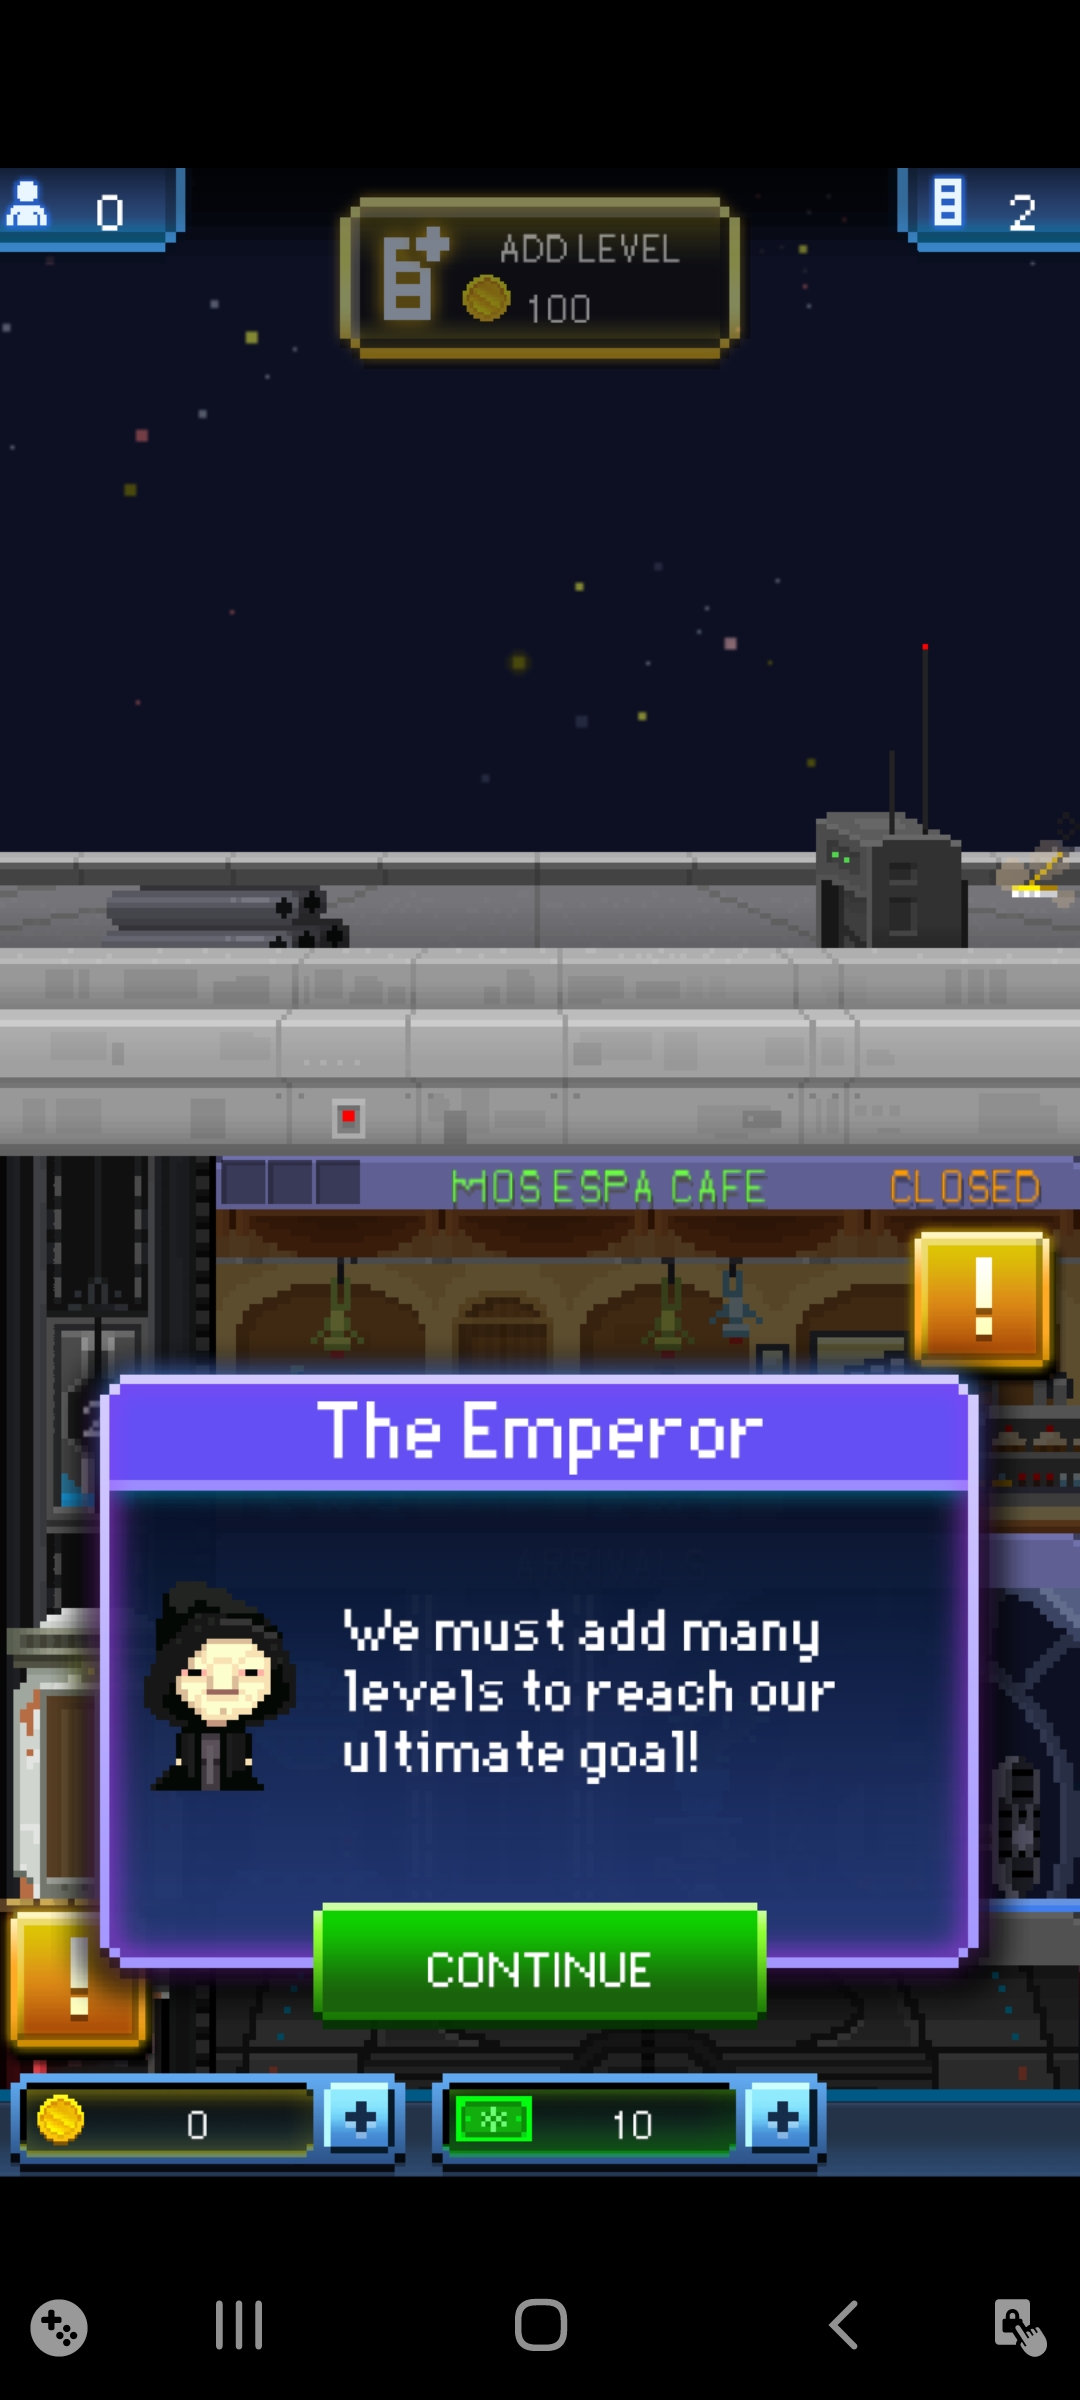 0
ADD LEVEL
100
2
MOS ESPA CAFE
CLOSED
!
The Emperor
We must add many
levels to reach our
ultimate goal!
!
CONTINUE
0
10